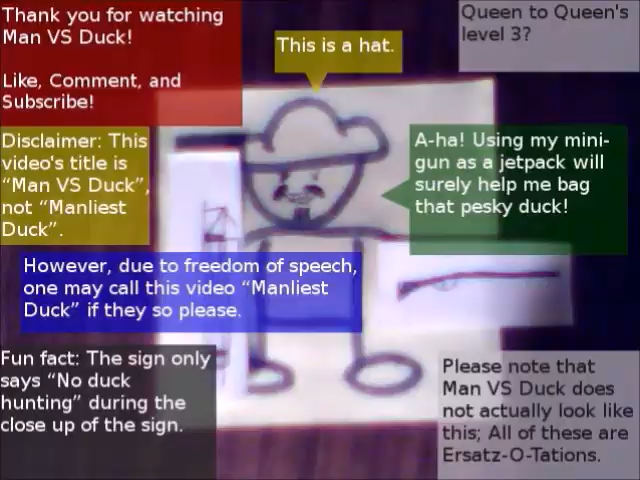 Thank you for watching
Man VS Duck!
Like, Comment, and
Subscribe!
This is a hat.
Queen to Queen's
level 3?
Disclaimer: This
video's title is
“Man VS Duck”,
not “Manliest
Duck”.
A-ha! Using my mini-
gun as a jetpack will
surely help me bag
that pesky duck!
However, due to freedom of speech,
one may call this video “Manliest
Duck” if they so please.
Fun fact: The sign only
says “No duck
hunting” during the
close up of the sign.
Please note that
Man VS Duck does
not actually look like
this; All of these are
Ersatz-O-Tations.